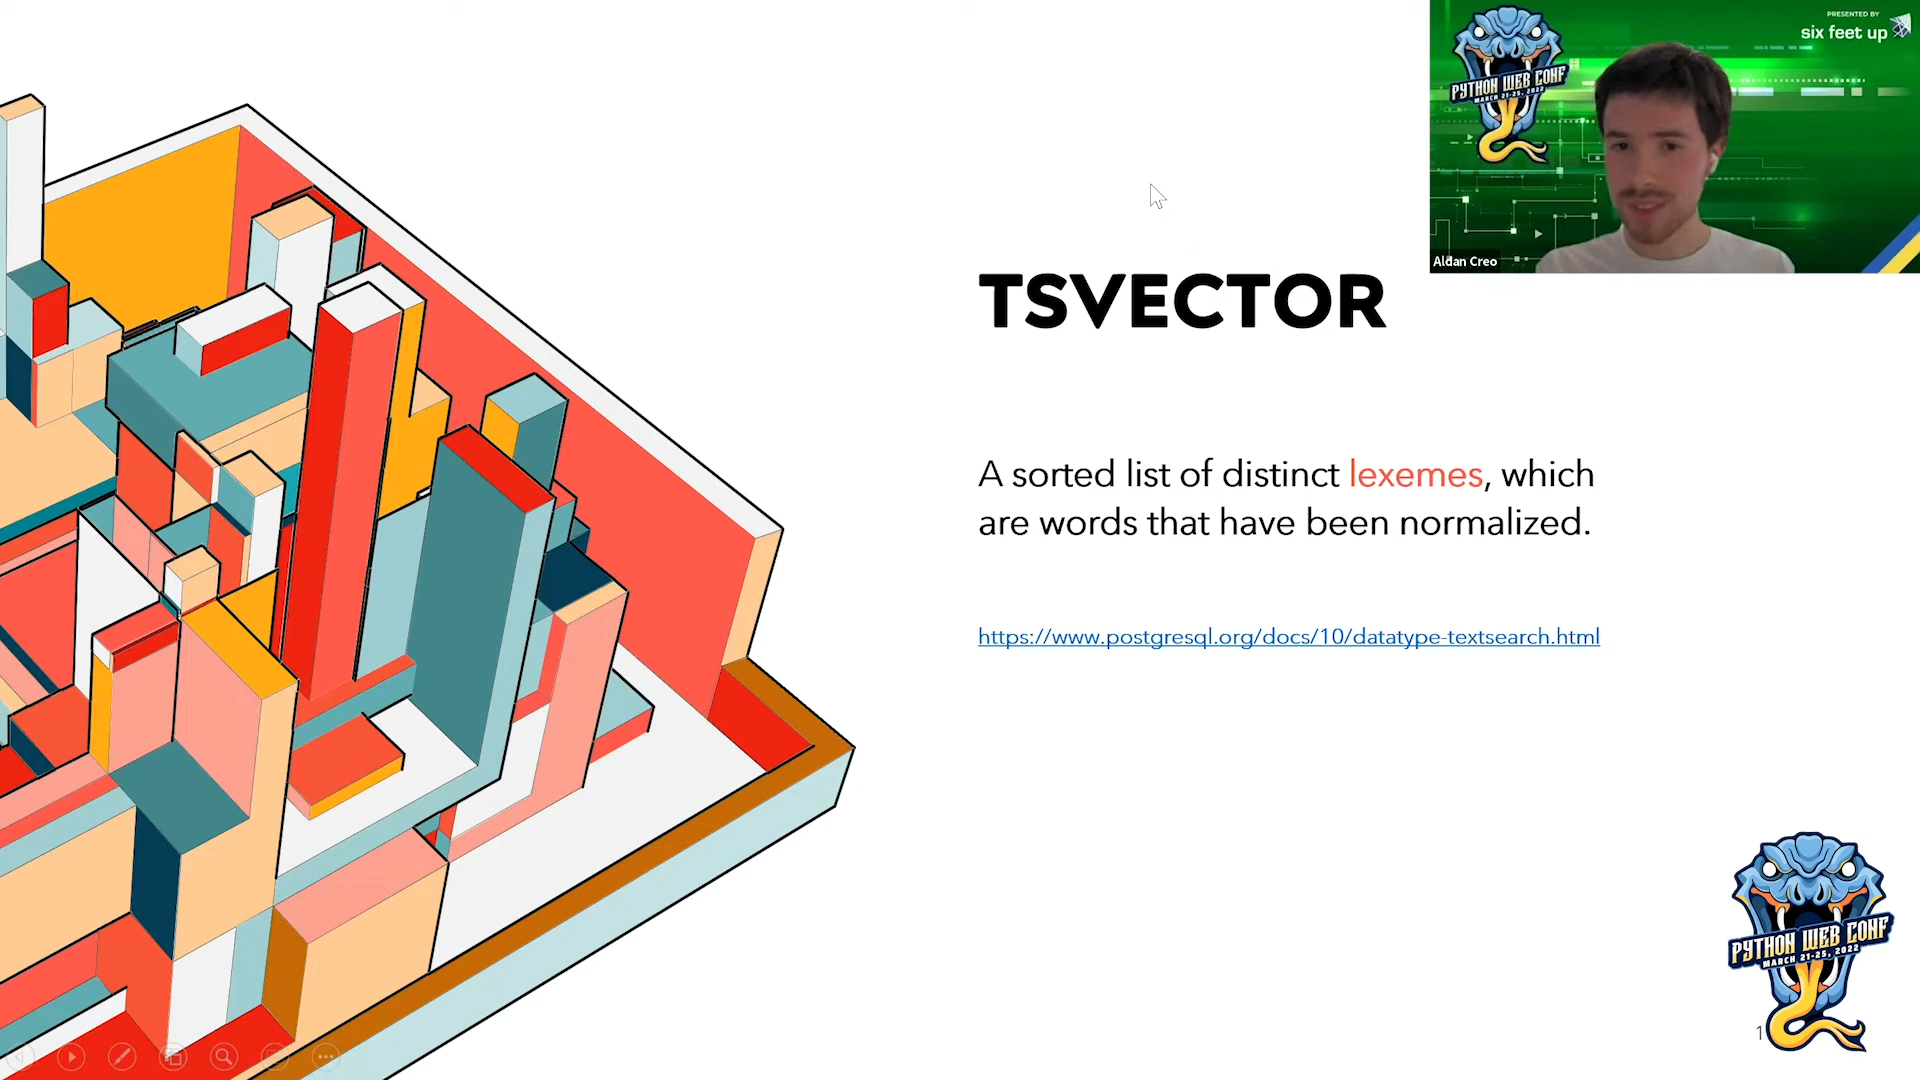 PRESENTED BY
six feet up
PYTHON WEB CONF
MARCH 21-25, 2022
Aldan Creo
TSVECTOR
A sorted list of distinct lexemes, which
are words that have been normalized.
https://www.postgresql.org/docs/10/datatype-textsearch.html
PYTHON WEB CONF
MARCH 21-25, 2022